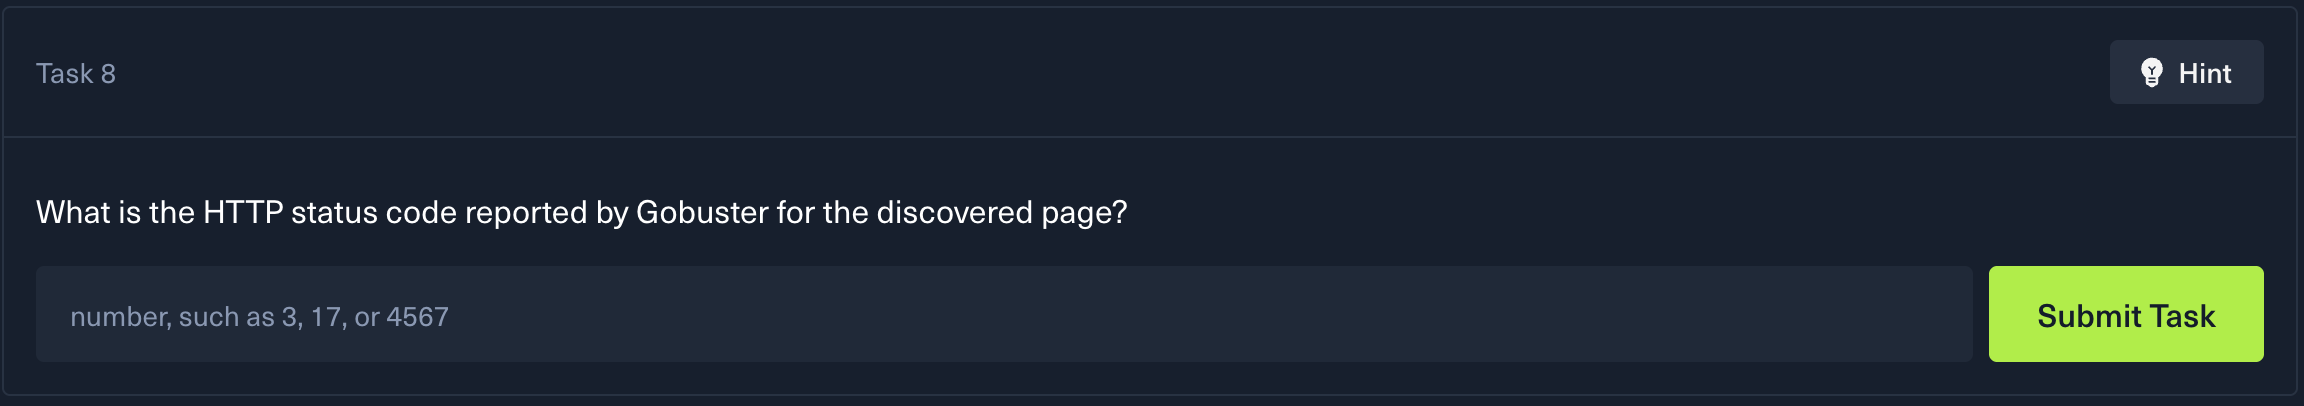 Task 8
Hint
What is the HTTP status code reported by Gobuster for the discovered page?
number, such as 3, 17, or 4567
Submit Task